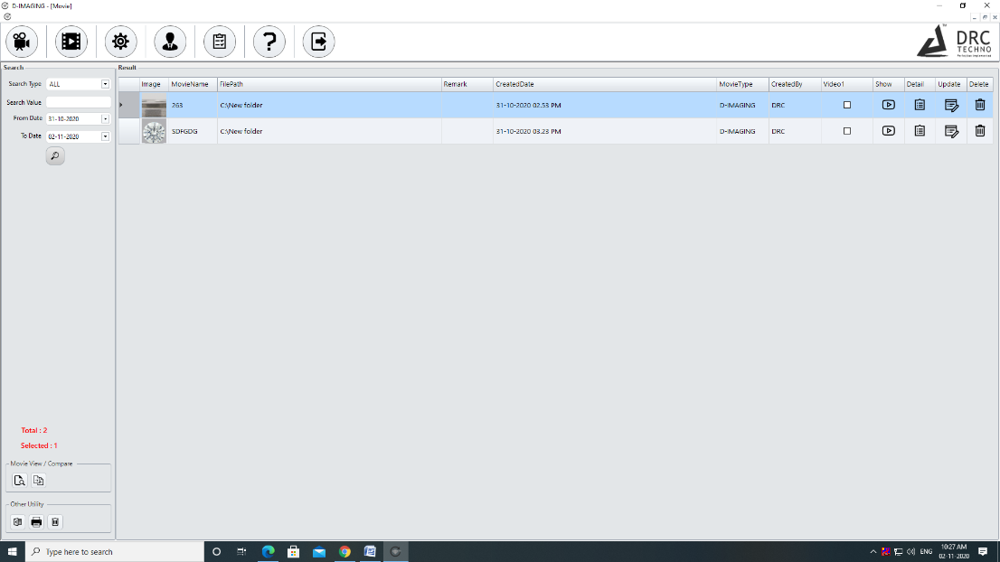 D-IMAGING - [Movie]
DRC
TECHNO
Perfection Implemented
TM
Search
Result
Search Type ALL
Search Value
From Date 31-10-2020
To Date 02-11-2020
Image MovieName FilePath Remark CreatedDate MovieType CreatedBy Video1 Show Detail Update Delete
263 C:\New folder 31-10-2020 02.53 PM D-IMAGING DRC
SDFGDG C:\New folder 31-10-2020 03.23 PM D-IMAGING DRC
Total : 2
Selected : 1
Movie View / Compare
Other Utility
Type here to search
ENG
10:27 AM
02-11-2020